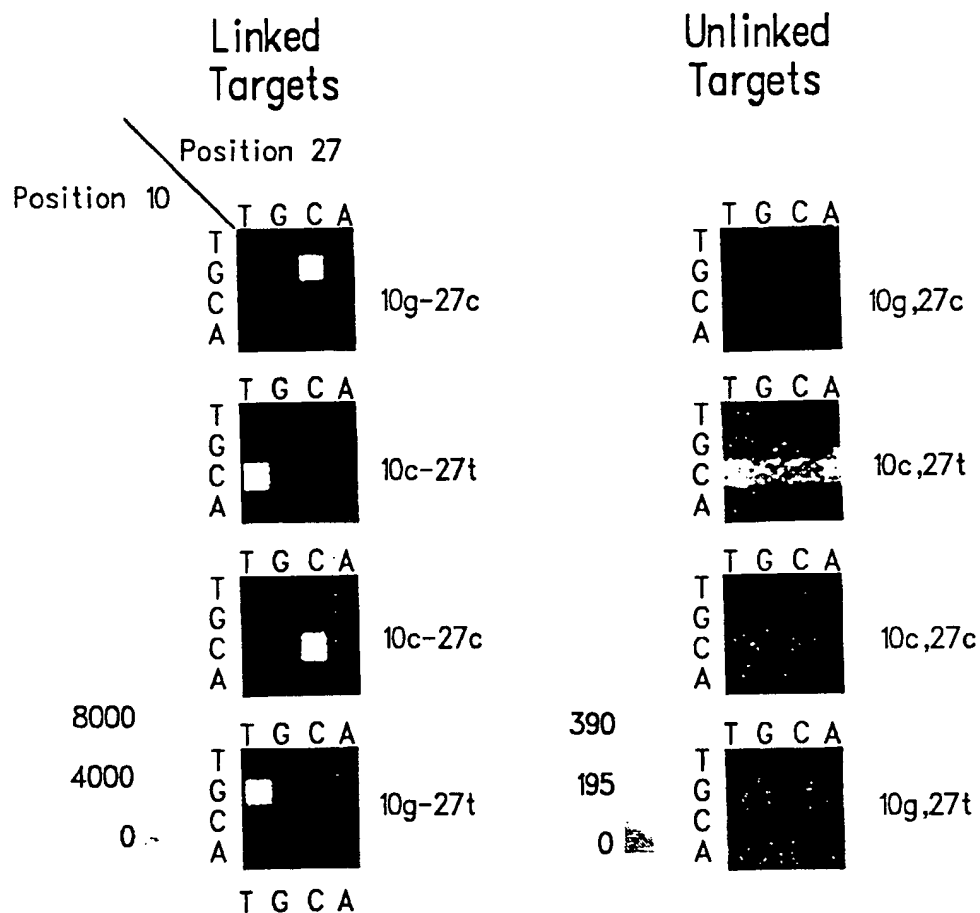 Linked
Targets
Unlinked
Targets
Position 27
Position 10
T G C A
T
G
C
A
10g-27c
T G C A
T
G
C
A
10g,27c
T G C A
T
G
C
A
10c-27t
T G C A
T
G
C
A
10c,27t
T G C A
T
G
C
A
10c-27c
T G C A
T
G
C
A
10c,27c
8000
4000
0
T G C A
T
G
C
A
10g-27t
T G C A
390
195
0
T G C A
T
G
C
A
10g,27t